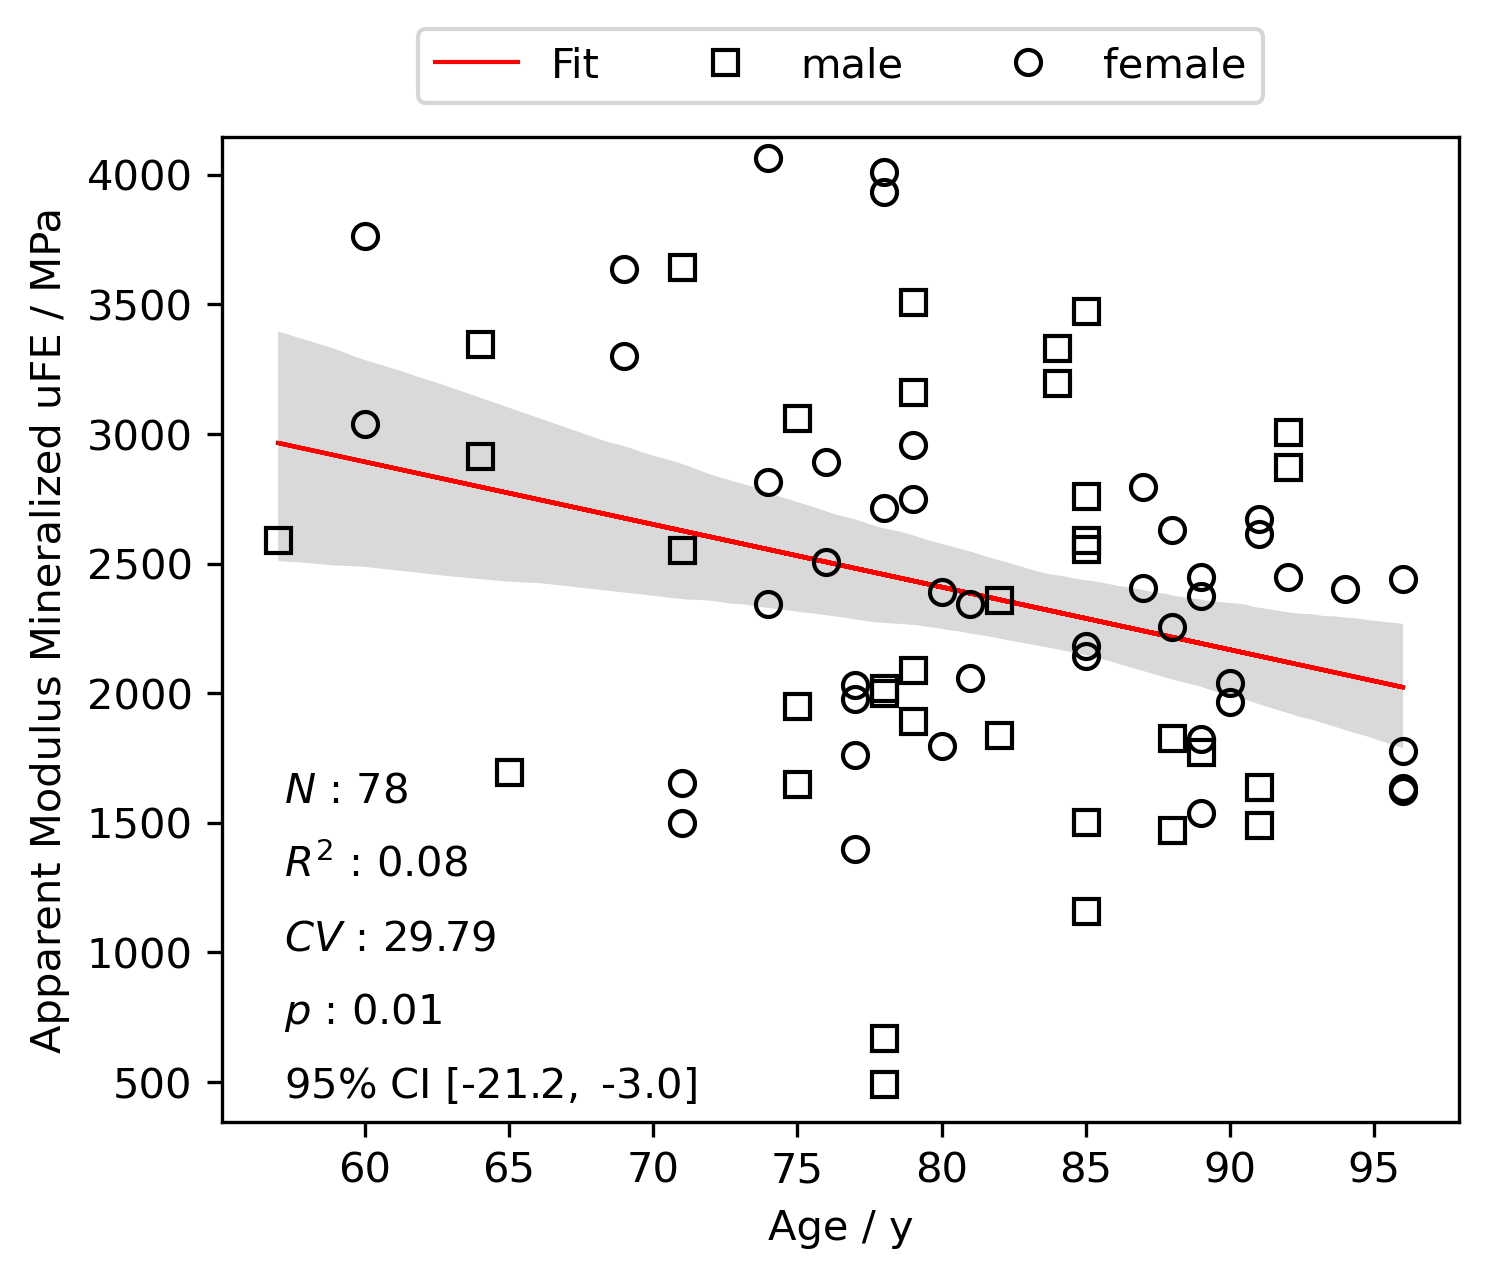 Fit male female
Apparent Modulus Mineralized uFE / MPa
4000
3500
3000
2500
2000
1500
1000
500
N : 78
R² : 0.08
CV : 29.79
p : 0.01
95% CI [-21.2, -3.0]
60 65 70 75 80 85 90 95
Age / y